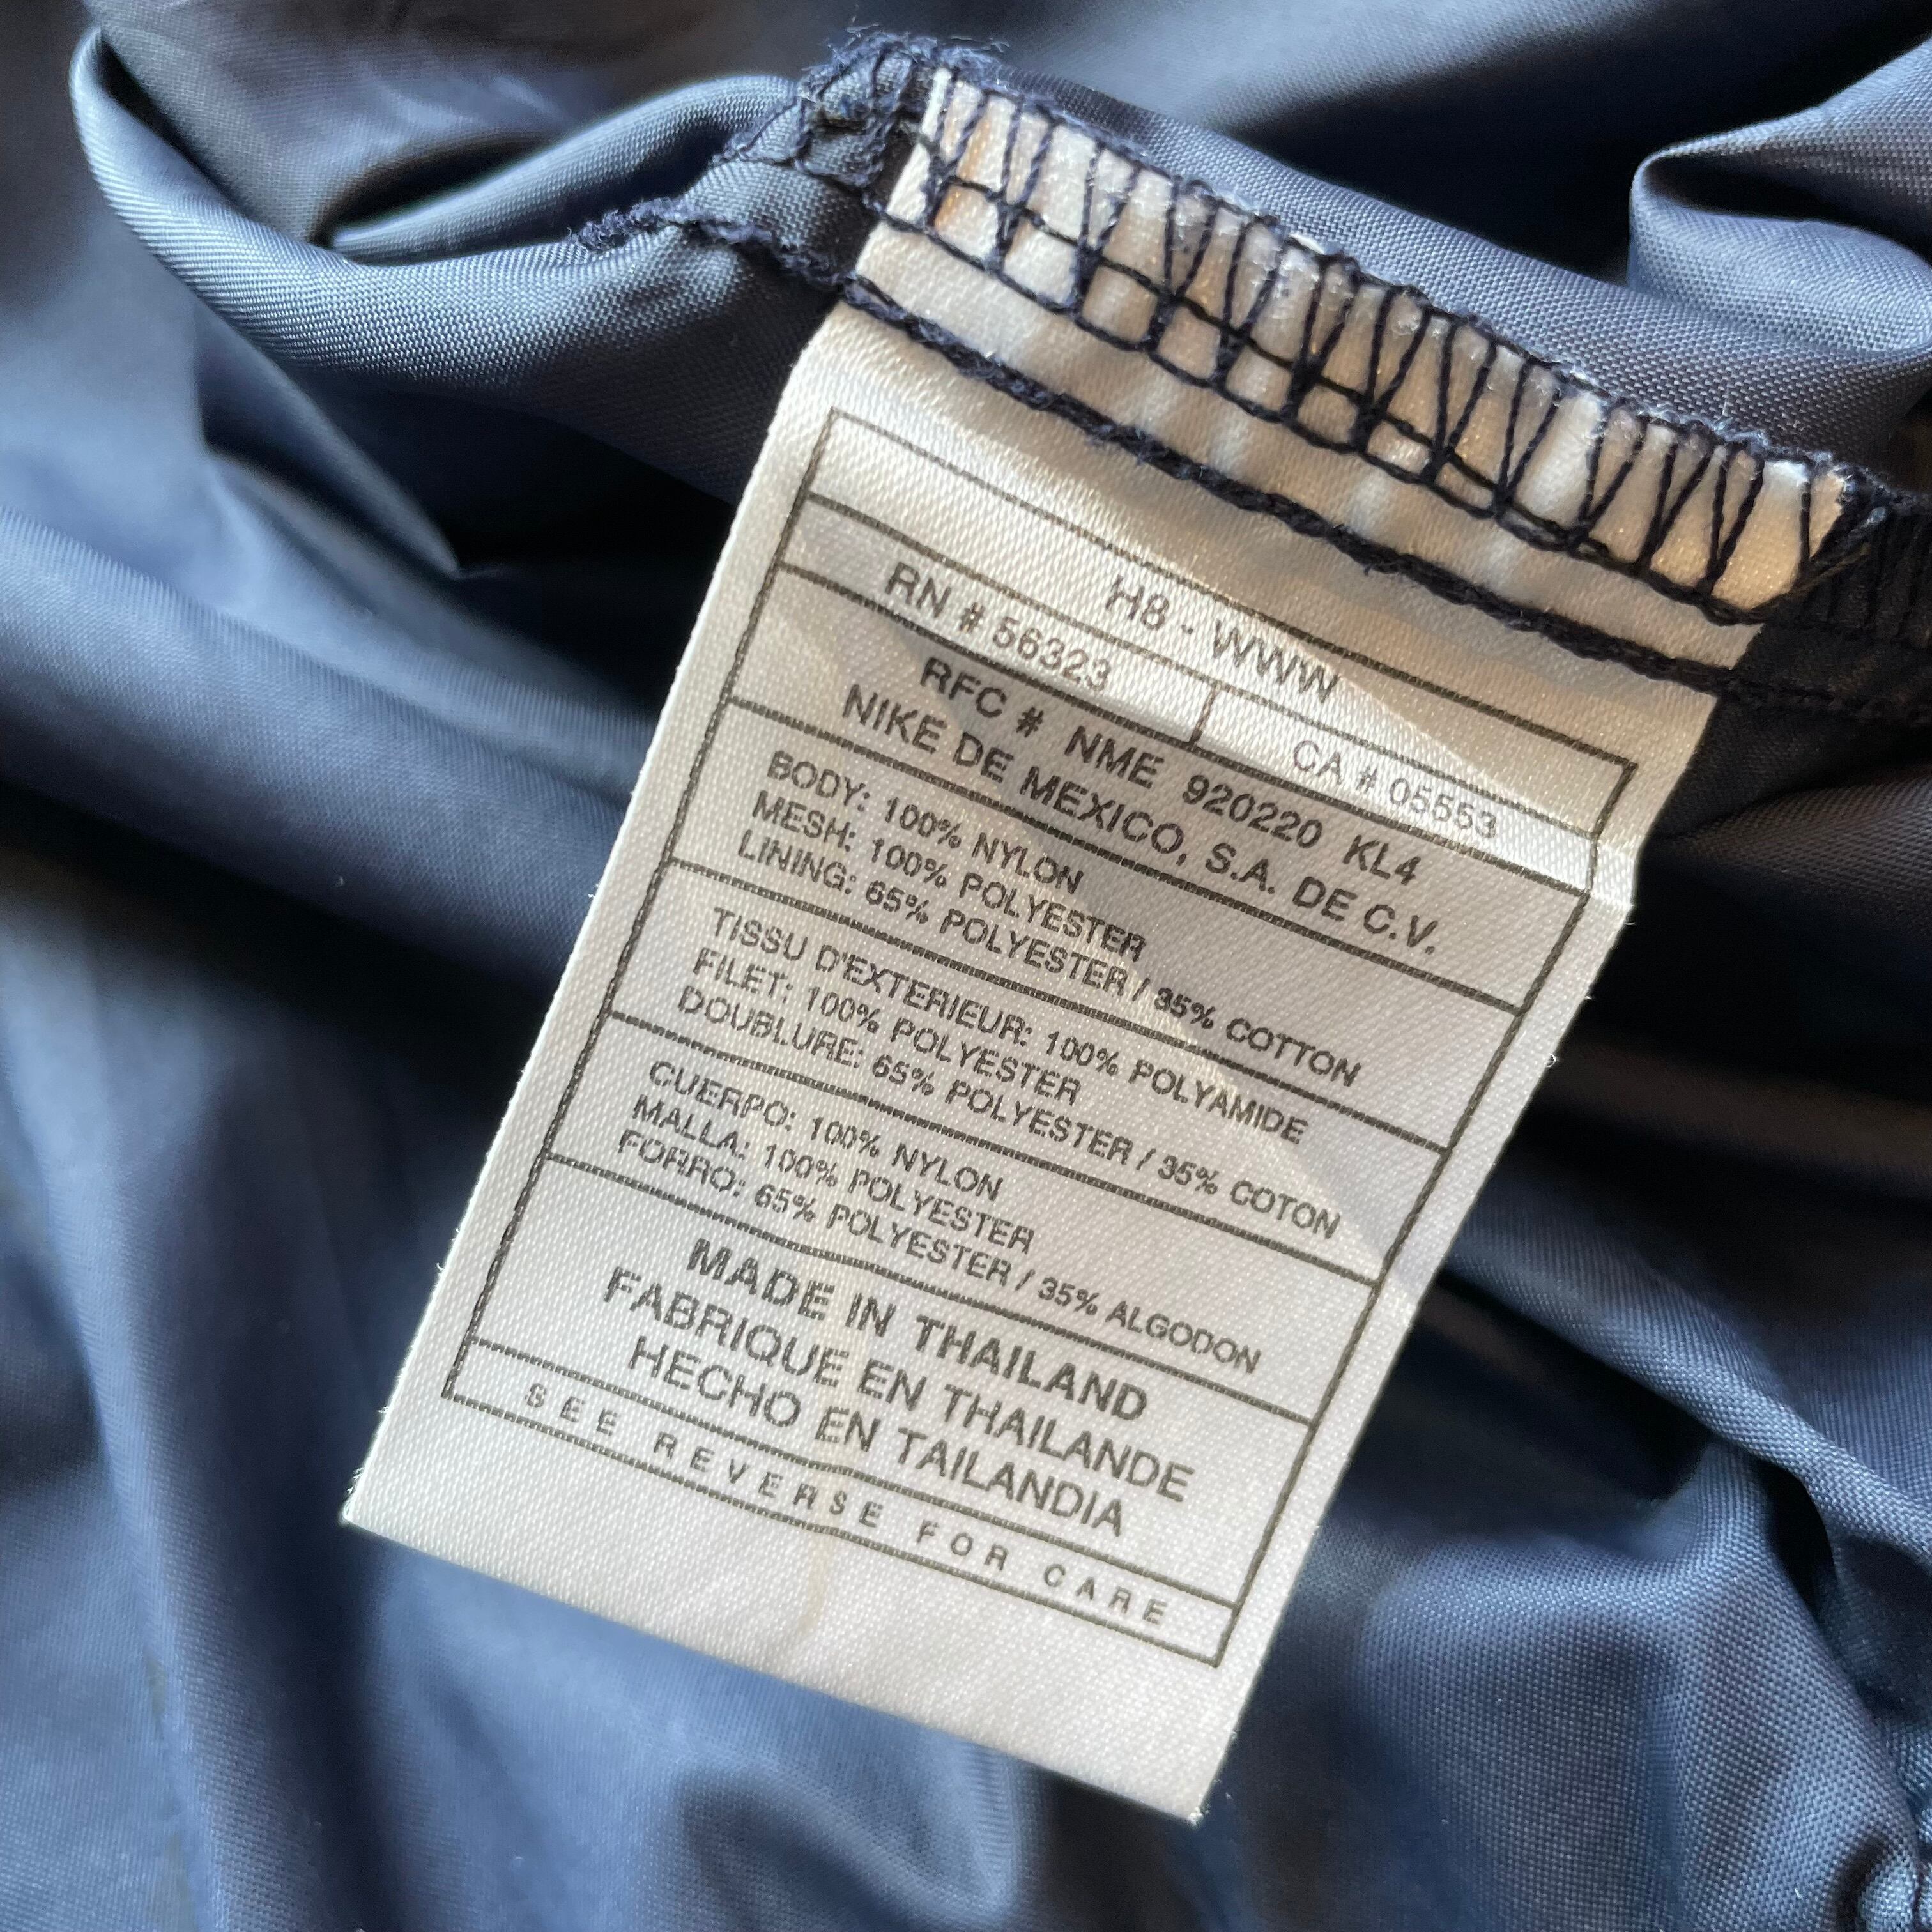 H8 - WWW
RN # 56323 CA # 05553
RFC # NME 920220 KL4
NIKE DE MEXICO, S.A. DE C.V.
BODY: 100% NYLON
MESH: 100% POLYESTER
LINING: 65% POLYESTER / 35% COTTON
TISSU D'EXTERIEUR: 100% POLYAMIDE
FILET: 100% POLYESTER
DOUBLURE: 65% POLYESTER / 35% COTON
CUERPO: 100% NYLON
MALLA: 100% POLYESTER
FORRO: 65% POLYESTER / 35% ALGODON
MADE IN THAILAND
FABRIQUE EN THAILANDE
HECHO EN TAILANDIA
SEE REVERSE FOR CARE